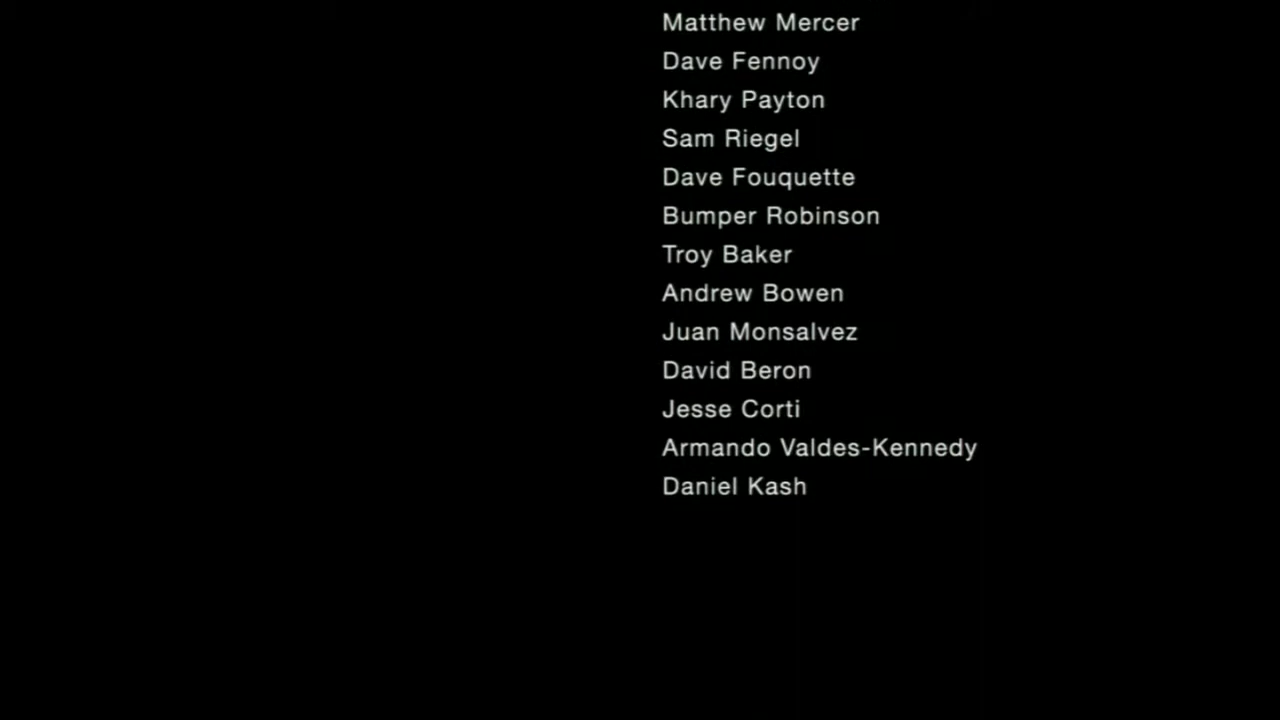 Matthew Mercer
Dave Fennoy
Khary Payton
Sam Riegel
Dave Fouquette
Bumper Robinson
Troy Baker
Andrew Bowen
Juan Monsalvez
David Beron
Jesse Corti
Armando Valdes-Kennedy
Daniel Kash